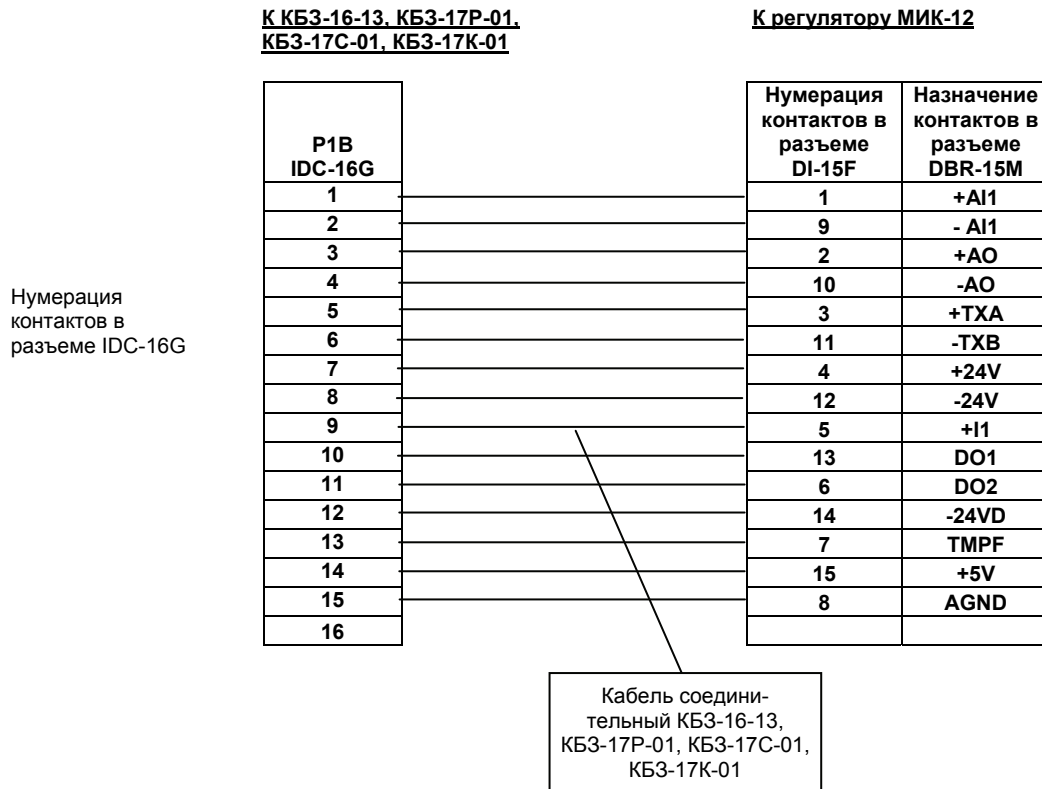 К КБЗ-16-13, КБЗ-17Р-01,
КБЗ-17С-01, КБЗ-17К-01
К регулятору МИК-12
P1B
IDC-16G
Нумерация
контактов в
разъеме
DI-15F
Назначение
контактов в
разъеме
DBR-15M
1 1 +AI1
2 9 - AI1
3 2 +AO
4 10 -AO
5 3 +TXA
6 11 -TXB
7 4 +24V
8 12 -24V
9 5 +I1
10 13 DO1
11 6 DO2
12 14 -24VD
13 7 TMPF
14 15 +5V
15 8 AGND
16
Нумерация
контактов в
разъеме IDC-16G
Кабель соедини-
тельный КБЗ-16-13,
КБЗ-17Р-01, КБЗ-17С-01,
КБЗ-17К-01